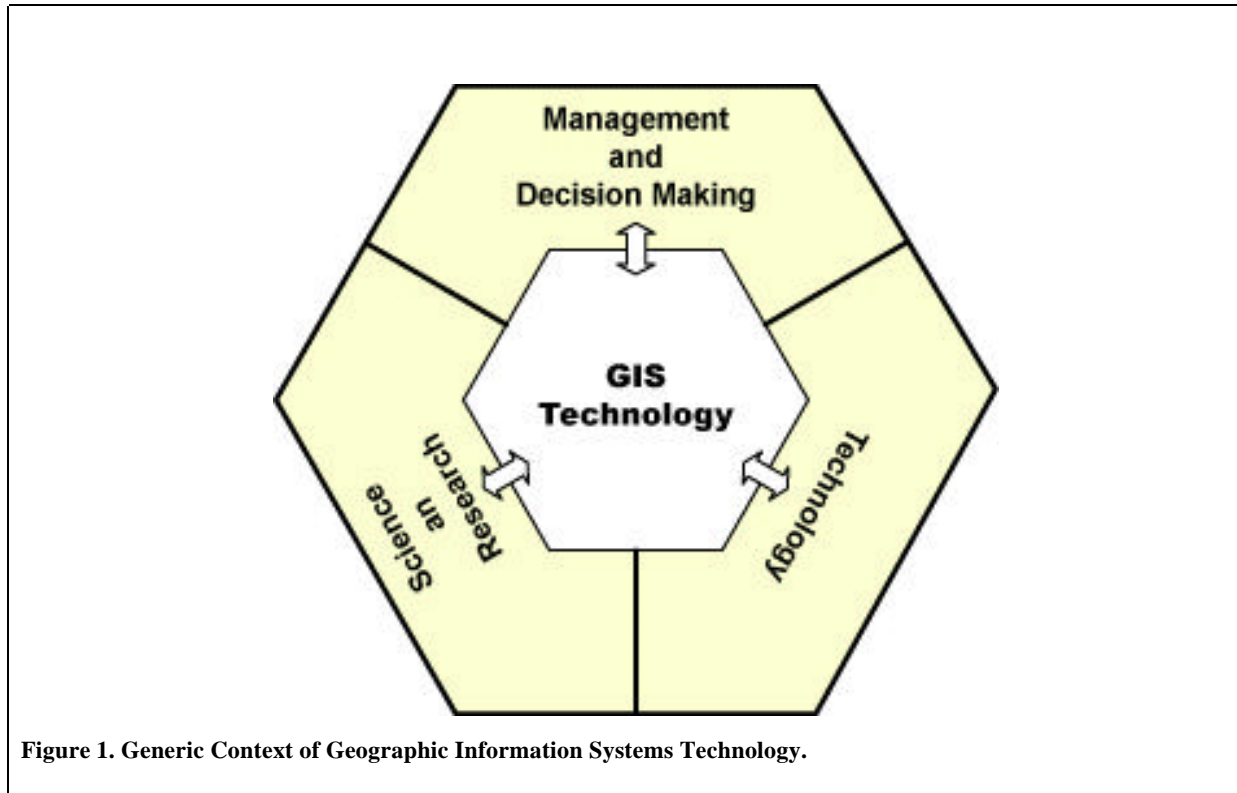 Management
and
Decision Making
GIS
Technology
Technology
Science
an
Research
Figure 1. Generic Context of Geographic Information Systems Technology.